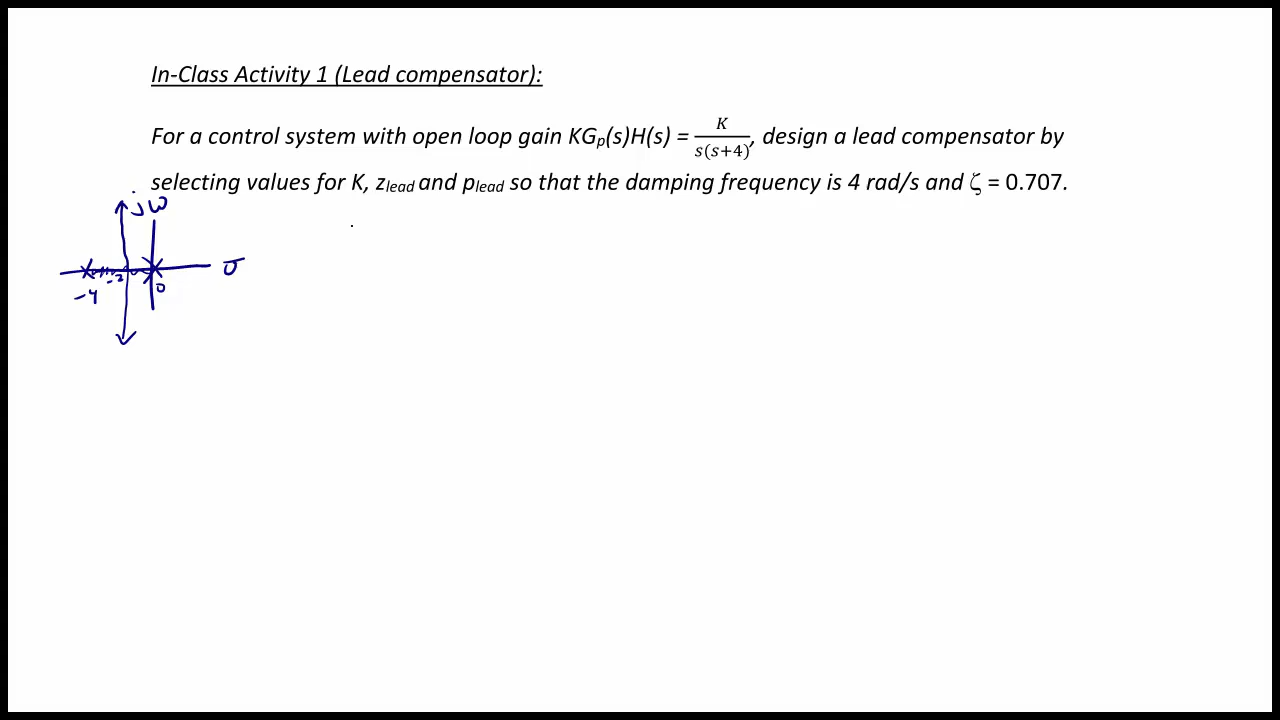 In-Class Activity 1 (Lead compensator):
For a control system with open loop gain KGp(s)H(s) = K/s(s+4), design a lead compensator by
selecting values for K, zlead and plead so that the damping frequency is 4 rad/s and ζ = 0.707.
jω
σ
-2
-4
0